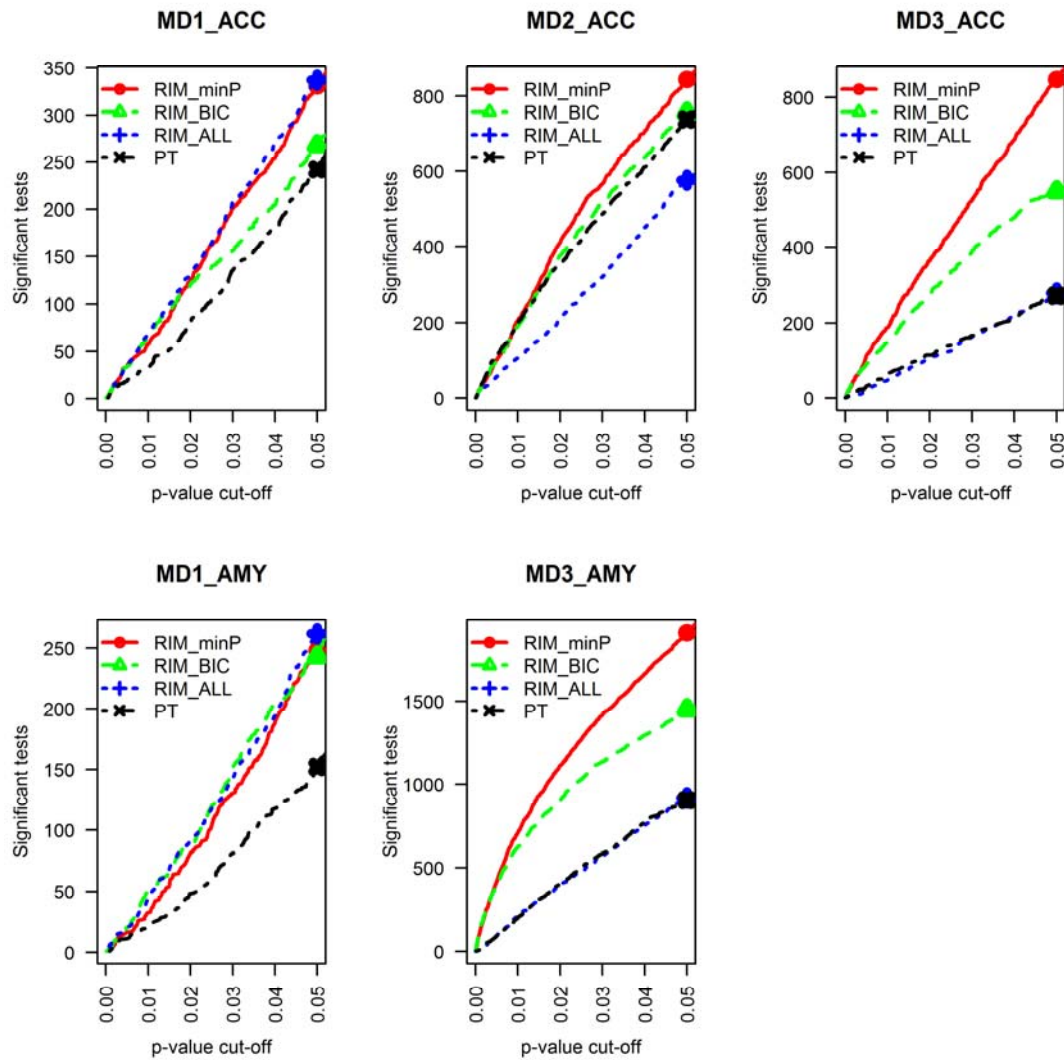 MD1_ACC
350
300
250
200
150
100
50
0
Significant tests
RIM_minP
RIM_BIC
RIM_ALL
PT
0.00
0.01
0.02
0.03
0.04
0.05
p-value cut-off
MD2_ACC
800
600
400
200
0
Significant tests
RIM_minP
RIM_BIC
RIM_ALL
PT
0.00
0.01
0.02
0.03
0.04
0.05
p-value cut-off
MD3_ACC
800
600
400
200
0
Significant tests
RIM_minP
RIM_BIC
RIM_ALL
PT
0.00
0.01
0.02
0.03
0.04
0.05
p-value cut-off
MD1_AMY
250
200
150
100
50
0
Significant tests
RIM_minP
RIM_BIC
RIM_ALL
PT
0.00
0.01
0.02
0.03
0.04
0.05
p-value cut-off
MD3_AMY
1500
1000
500
0
Significant tests
RIM_minP
RIM_BIC
RIM_ALL
PT
0.00
0.01
0.02
0.03
0.04
0.05
p-value cut-off